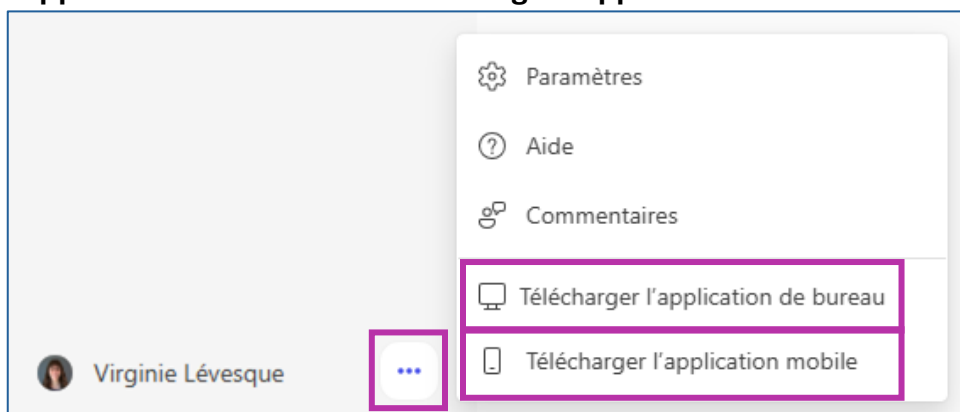 Paramètres
Aide
Commentaires
Télécharger l'application de bureau
Télécharger l'application mobile
Virginie Lévesque